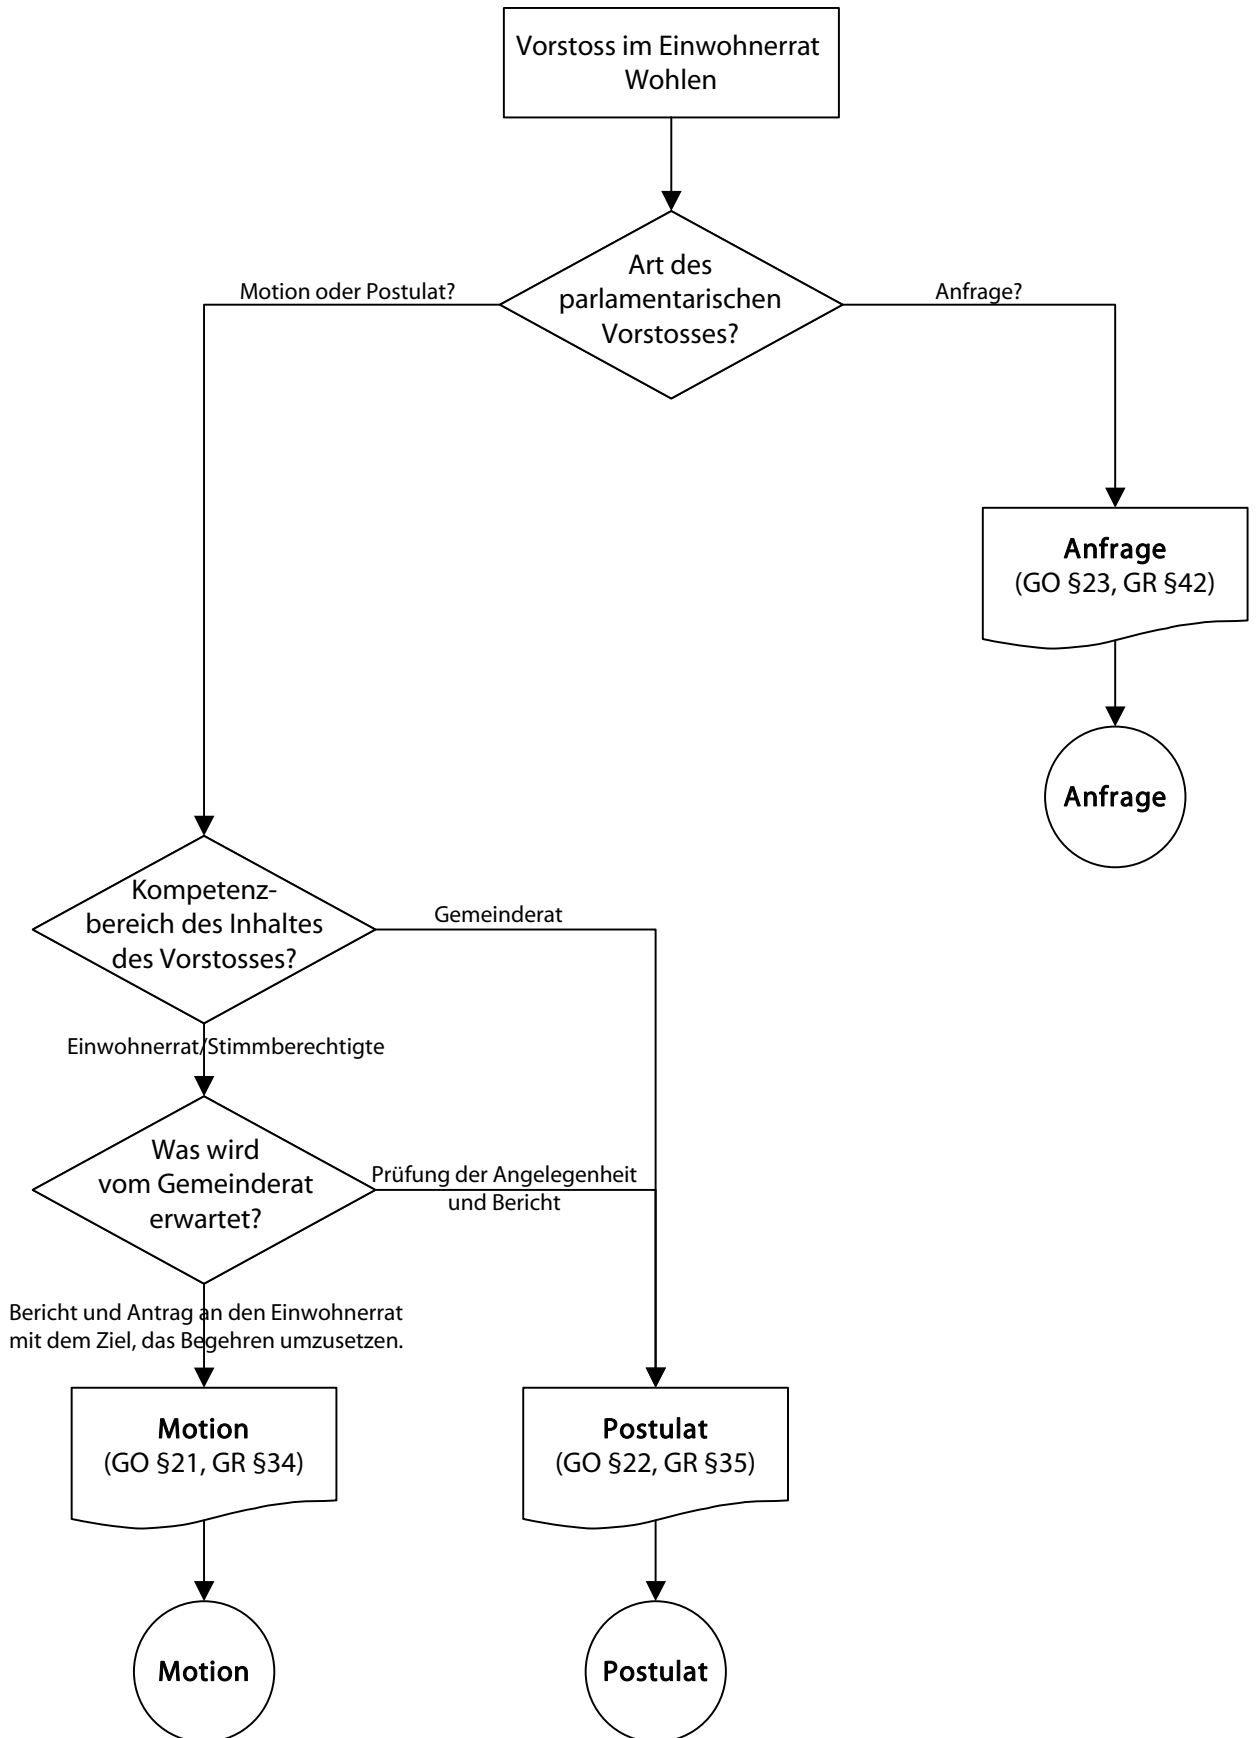 Vorstoss im Einwohnerrat
Wohlen
Art des
parlamentarischen
Vorstosses?
Motion oder Postulat?
Anfrage?
Anfrage
(GO §23, GR §42)
Anfrage
Kompetenz-
bereich des Inhaltes
des Vorstosses?
Gemeinderat
Einwohnerrat/Stimmberechtigte
Was wird
vom Gemeinderat
erwartet?
Prüfung der Angelegenheit
und Bericht
Bericht und Antrag an den Einwohnerrat
mit dem Ziel, das Begehren umzusetzen.
Motion
(GO §21, GR §34)
Postulat
(GO §22, GR §35)
Motion
Postulat